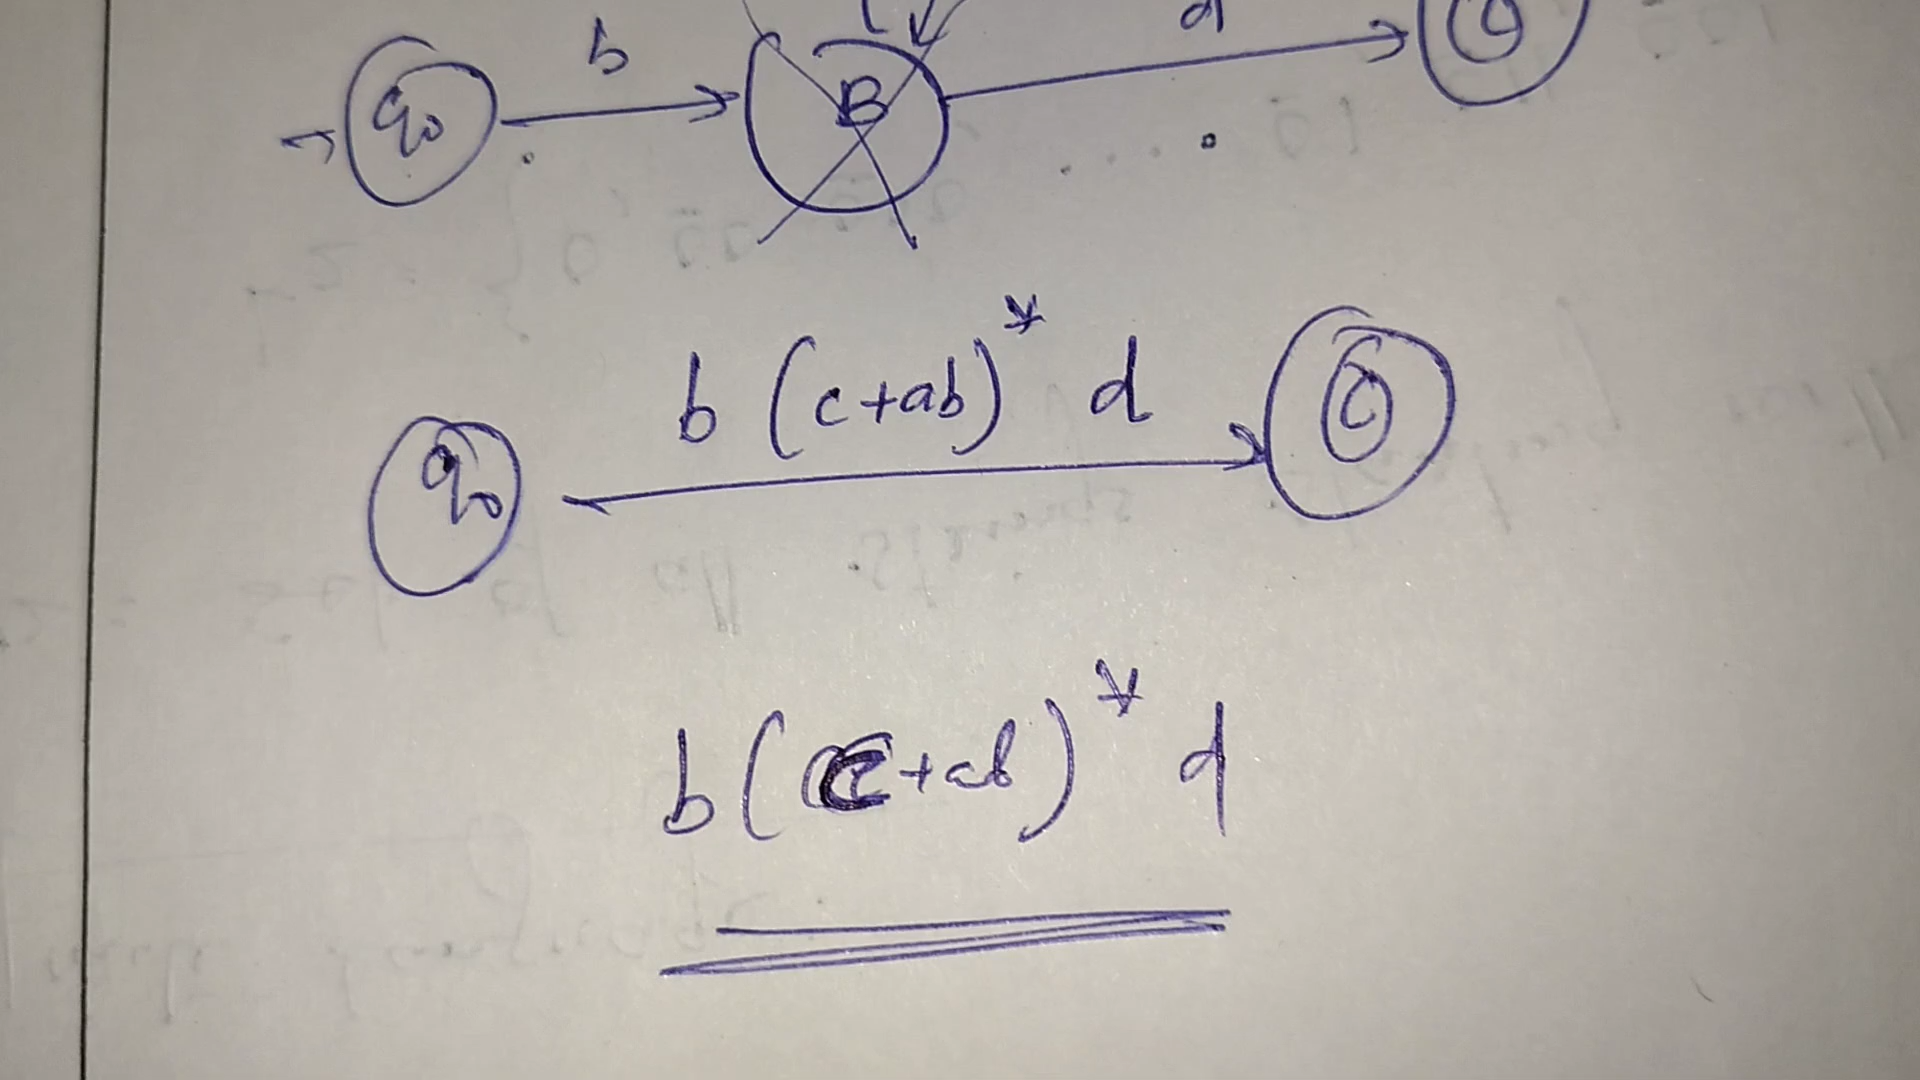 b d
q₀ B
b (c+ab)* d
q₀ C
b (c+ab)* d